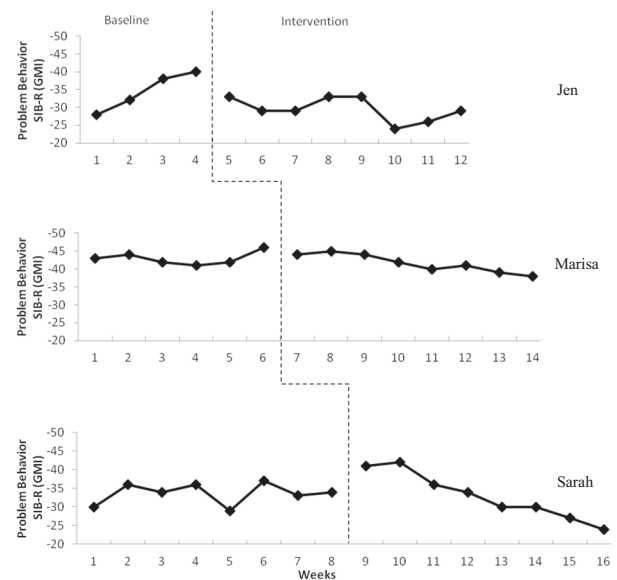 Baseline
Intervention
Problem Behavior
SIB-R (GMI)
-50
-45
-40
-35
-30
-25
-20
1 2 3 4 5 6 7 8 9 10 11 12
Jen
Problem Behavior
SIB-R (GMI)
-50
-45
-40
-35
-30
-25
-20
1 2 3 4 5 6 7 8 9 10 11 12 13 14
Marisa
Problem Behavior
SIB-R (GMI)
-50
-45
-40
-35
-30
-25
-20
1 2 3 4 5 6 7 8 9 10 11 12 13 14 15 16
Weeks
Sarah